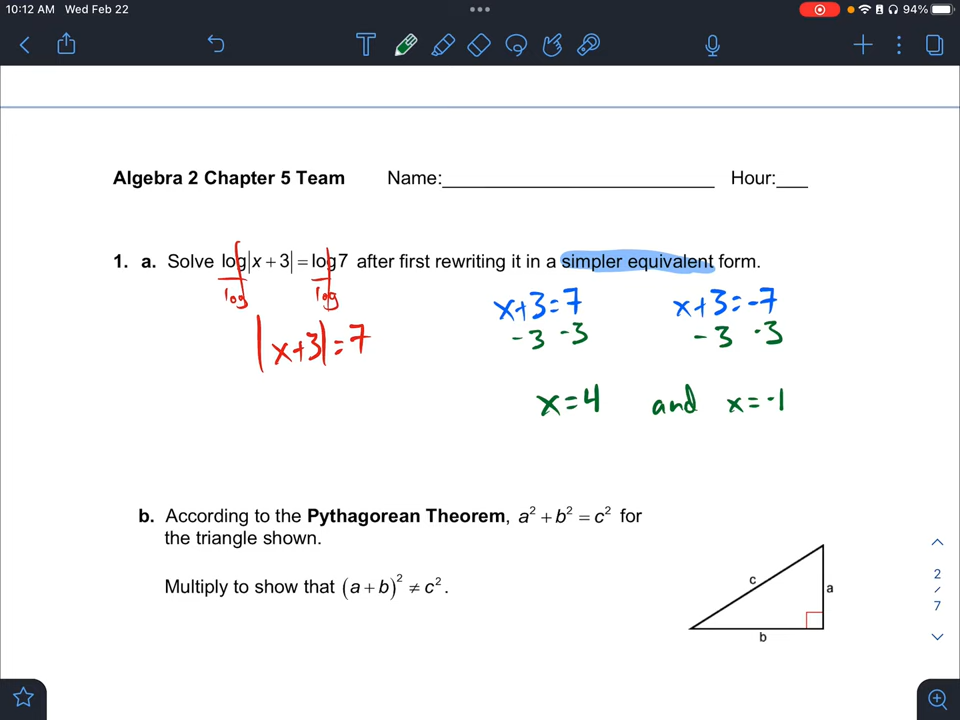 10:12 AM Wed Feb 22
94%
T
Algebra 2 Chapter 5 Team Name:__________________________ Hour:___
1. a. Solve log|x + 3| = log7 after first rewriting it in a simpler equivalent form.
log log
x+3=7 x+3=-7
-3 -3 -3 -3
|x+3|=7
x=4 and x=-1
b. According to the Pythagorean Theorem, a² + b² = c² for
the triangle shown.
Multiply to show that (a + b)² ≠ c².
c
a
b
2
/
7